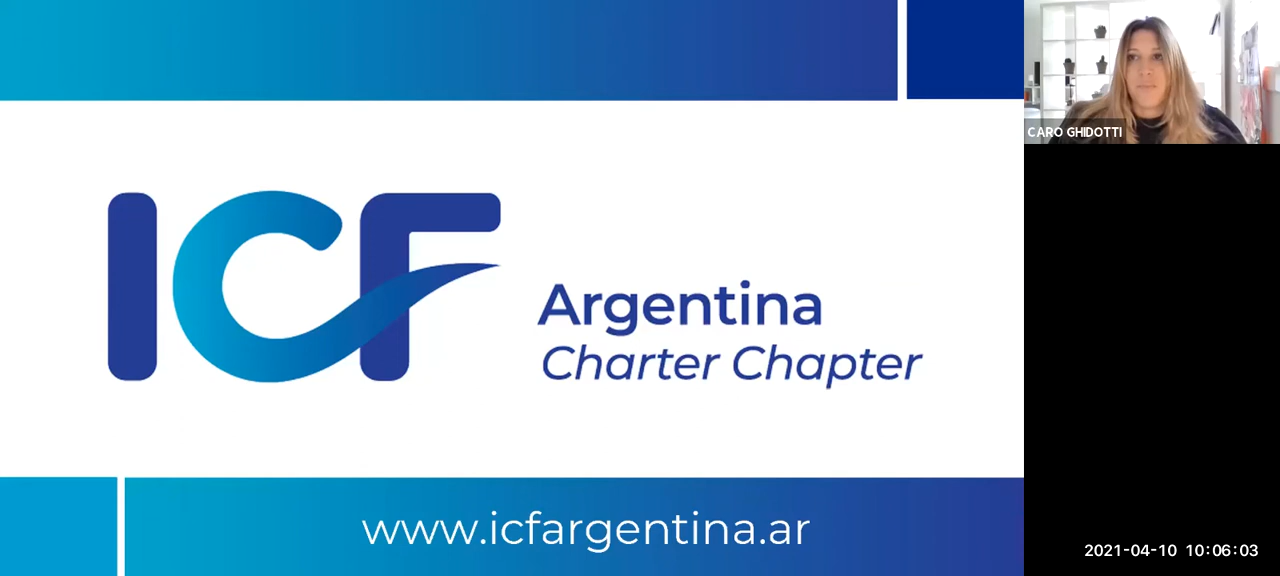 ICF
Argentina
Charter Chapter
www.icfargentina.ar
CARO GHIDOTTI
2021-04-10 10:06:03